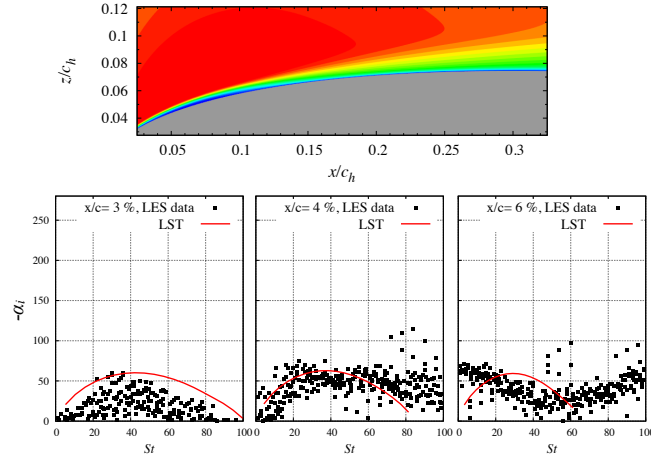 0.12
0.1
0.08
0.06
0.04
z/c_h
0.05 0.1 0.15 0.2 0.25 0.3
x/c_h
x/c= 3 %, LES data
LST
x/c= 4 %, LES data
LST
x/c= 6 %, LES data
LST
250
200
150
100
50
0
-α_i
0 20 40 60 80 100
0 20 40 60 80 100
0 20 40 60 80 100
St
St
St